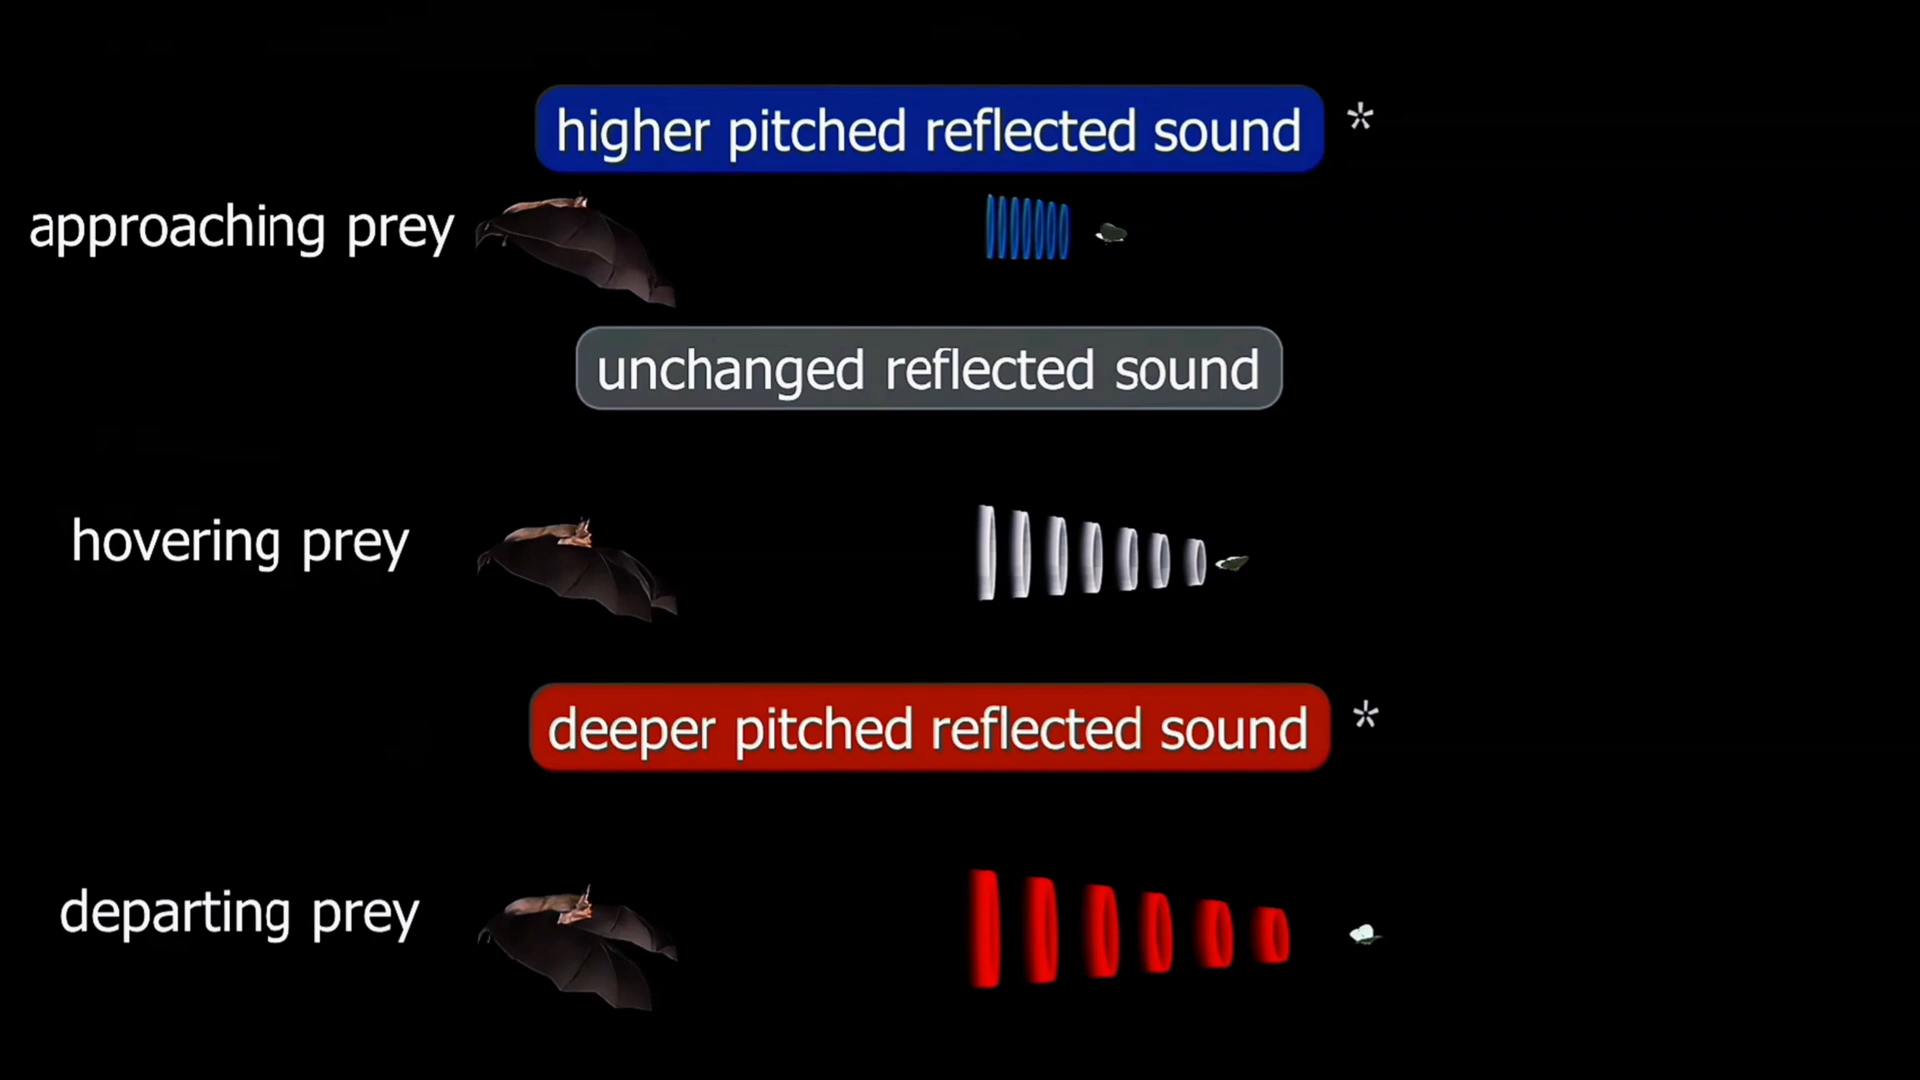 higher pitched reflected sound *
approaching prey
unchanged reflected sound
hovering prey
deeper pitched reflected sound *
departing prey